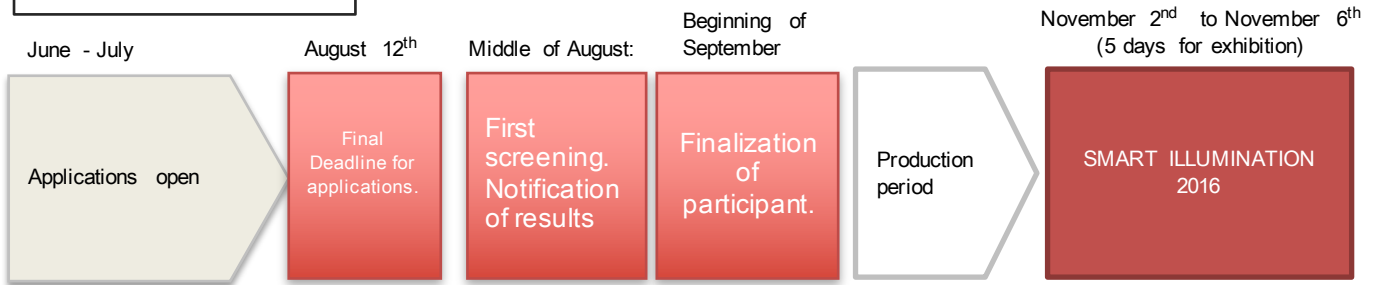 June - July
Applications open
August 12th
Final
Deadline for
applications.
Middle of August:
First
screening.
Notification
of results
Beginning of
September
Finalization
of
participant.
Production
period
November 2nd to November 6th
(5 days for exhibition)
SMART ILLUMINATION
2016